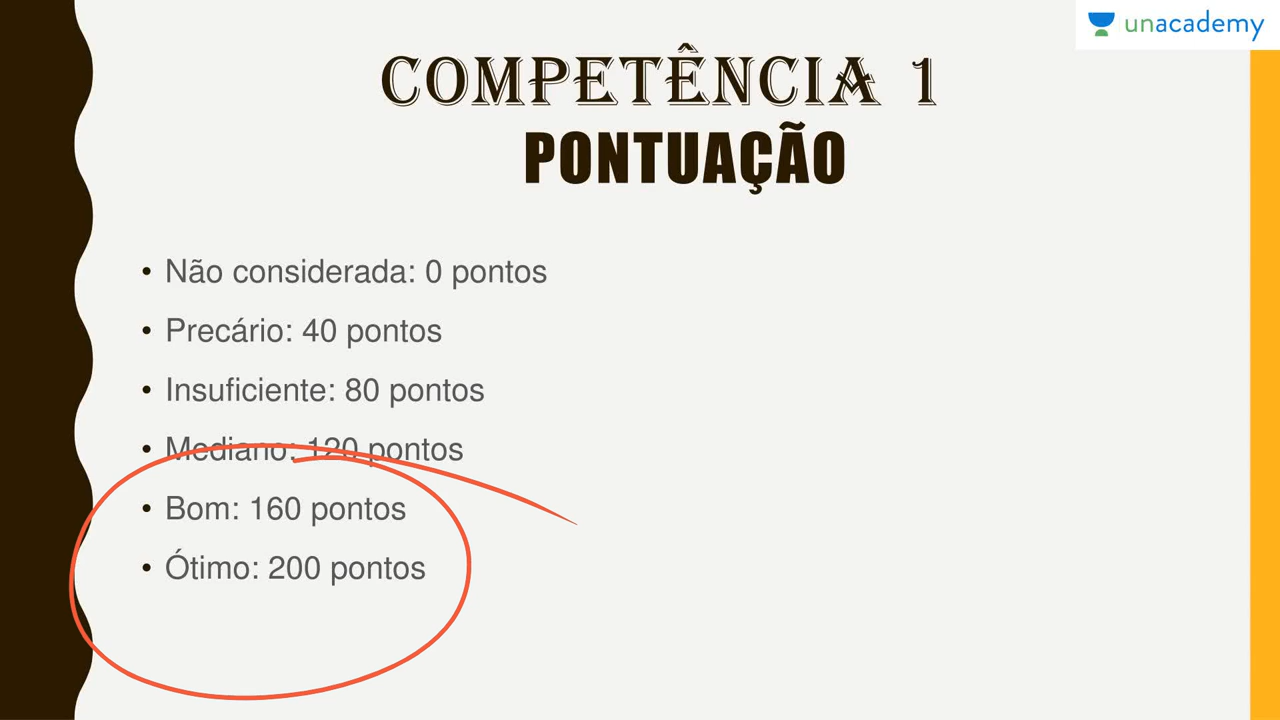 unacademy
COMPETÊNCIA 1
PONTUAÇÃO
• Não considerada: 0 pontos
• Precário: 40 pontos
• Insuficiente: 80 pontos
• Mediano: 120 pontos
• Bom: 160 pontos
• Ótimo: 200 pontos